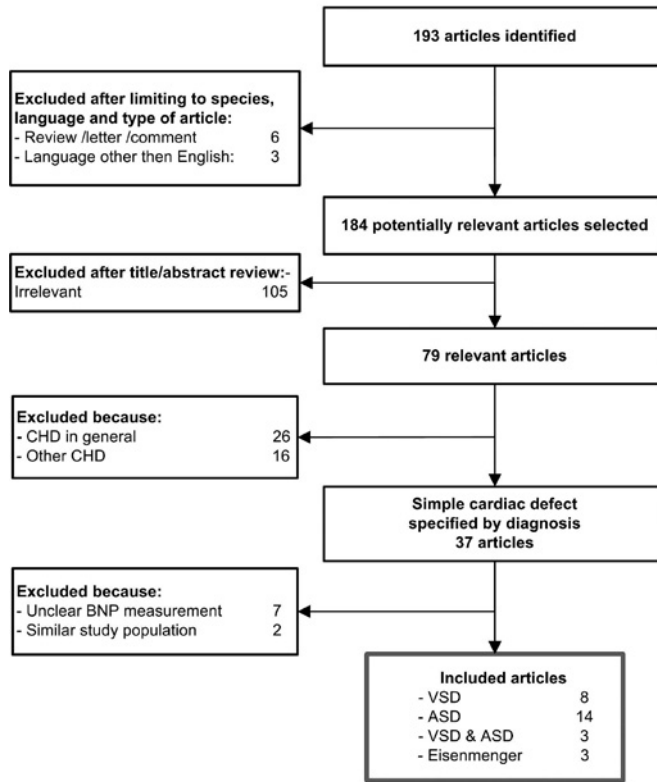 193 articles identified
Excluded after limiting to species,
language and type of article:
- Review /letter /comment 6
- Language other then English: 3
184 potentially relevant articles selected
Excluded after title/abstract review:-
Irrelevant 105
79 relevant articles
Excluded because:
- CHD in general 26
- Other CHD 16
Simple cardiac defect
specified by diagnosis
37 articles
Excluded because:
- Unclear BNP measurement 7
- Similar study population 2
Included articles
- VSD 8
- ASD 14
- VSD & ASD 3
- Eisenmenger 3